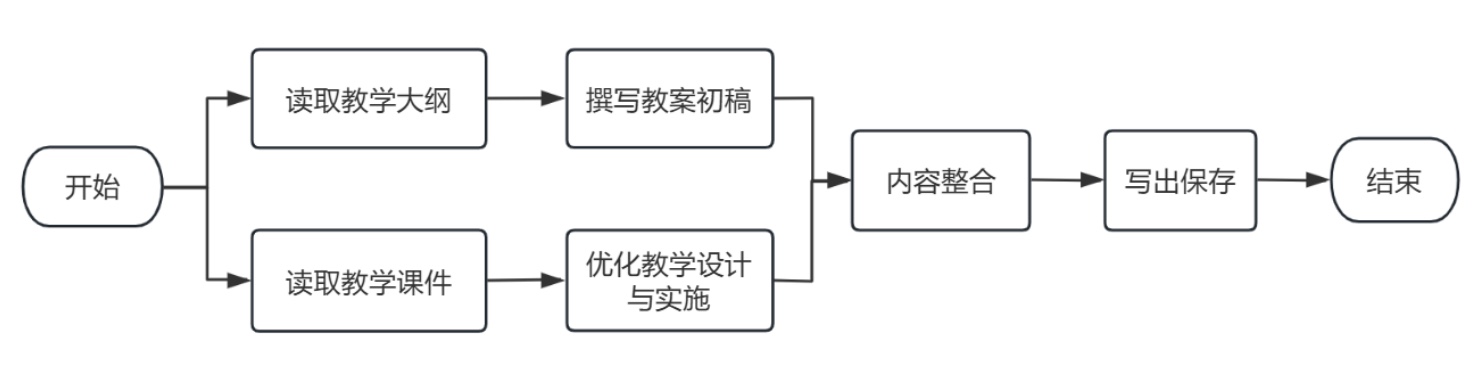 开始
读取教学大纲
撰写教案初稿
读取教学课件
优化教学设计
与实施
内容整合
写出保存
结束